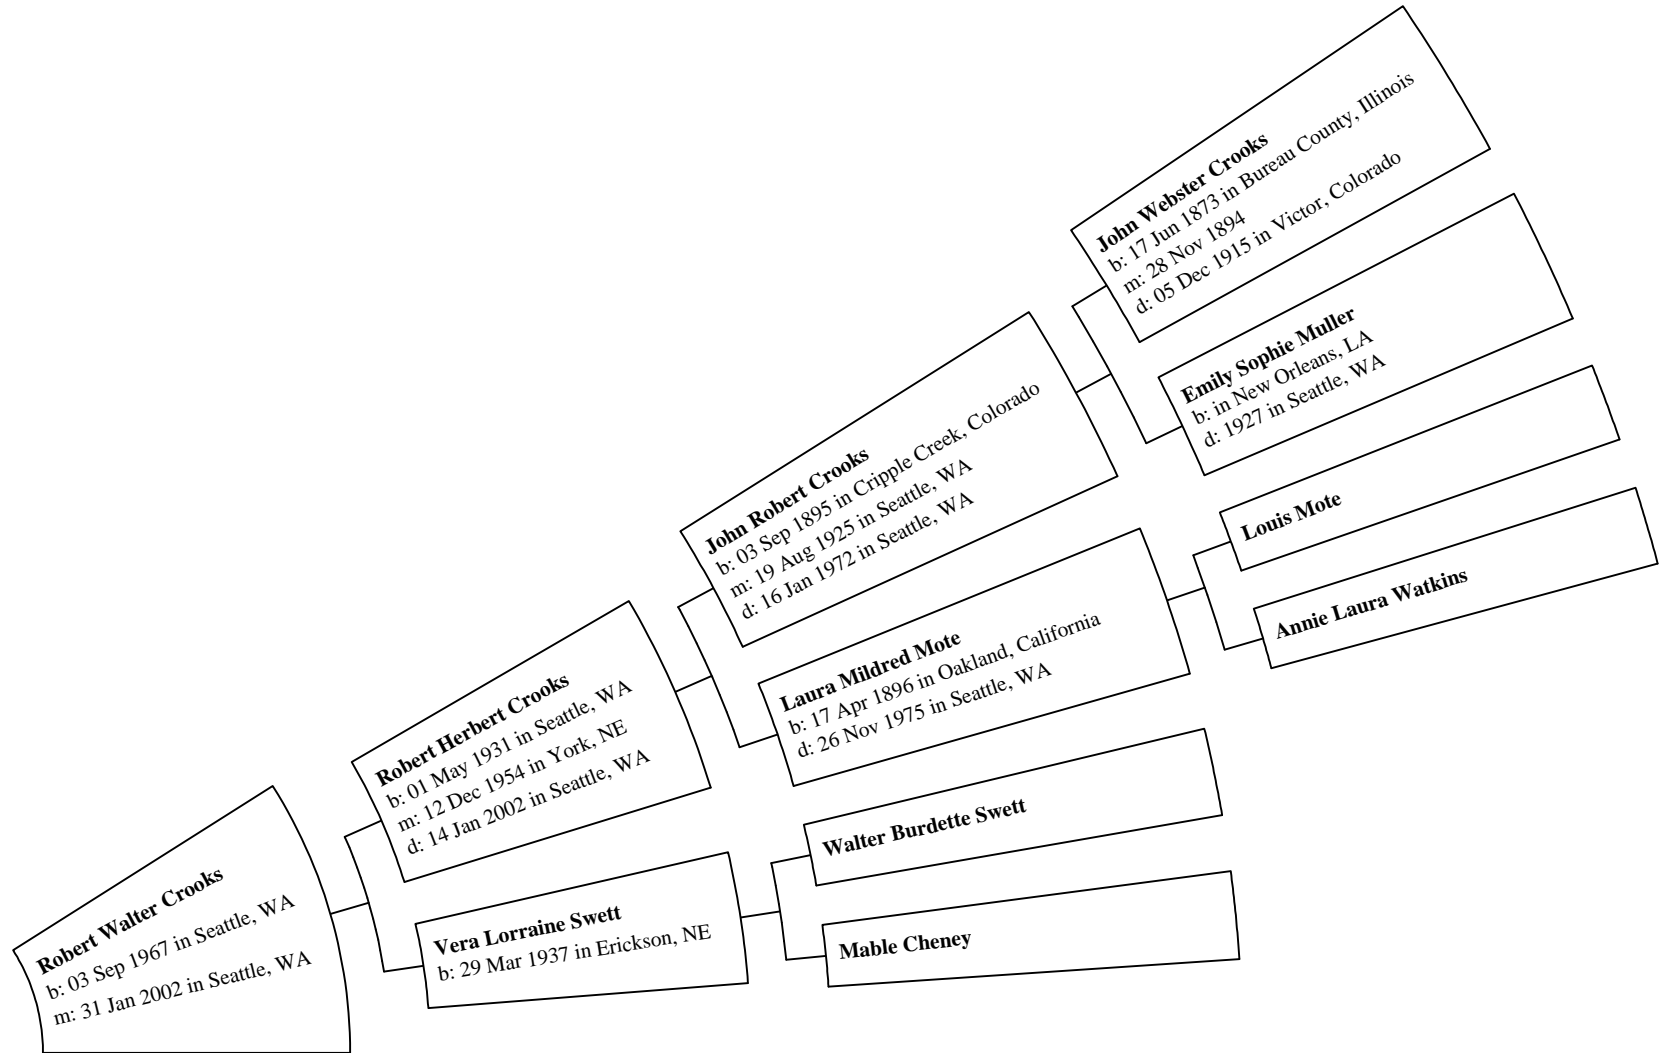 John Webster Crooks
b: 17 Jun 1873 in Bureau County, Illinois
m: 28 Nov 1894
d: 05 Dec 1915 in Victor, Colorado
Emily Sophie Muller
b: in New Orleans, LA
d: 1927 in Seattle, WA
John Robert Crooks
b: 03 Sep 1895 in Cripple Creek, Colorado
m: 19 Aug 1925 in Seattle, WA
d: 16 Jan 1972 in Seattle, WA
Louis Mote
Annie Laura Watkins
Laura Mildred Mote
b: 17 Apr 1896 in Oakland, California
d: 26 Nov 1975 in Seattle, WA
Robert Herbert Crooks
b: 01 May 1931 in Seattle, WA
m: 12 Dec 1954 in York, NE
d: 14 Jan 2002 in Seattle, WA
Walter Burdette Swett
Vera Lorraine Swett
b: 29 Mar 1937 in Erickson, NE
Mable Cheney
Robert Walter Crooks
b: 03 Sep 1967 in Seattle, WA
m: 31 Jan 2002 in Seattle, WA